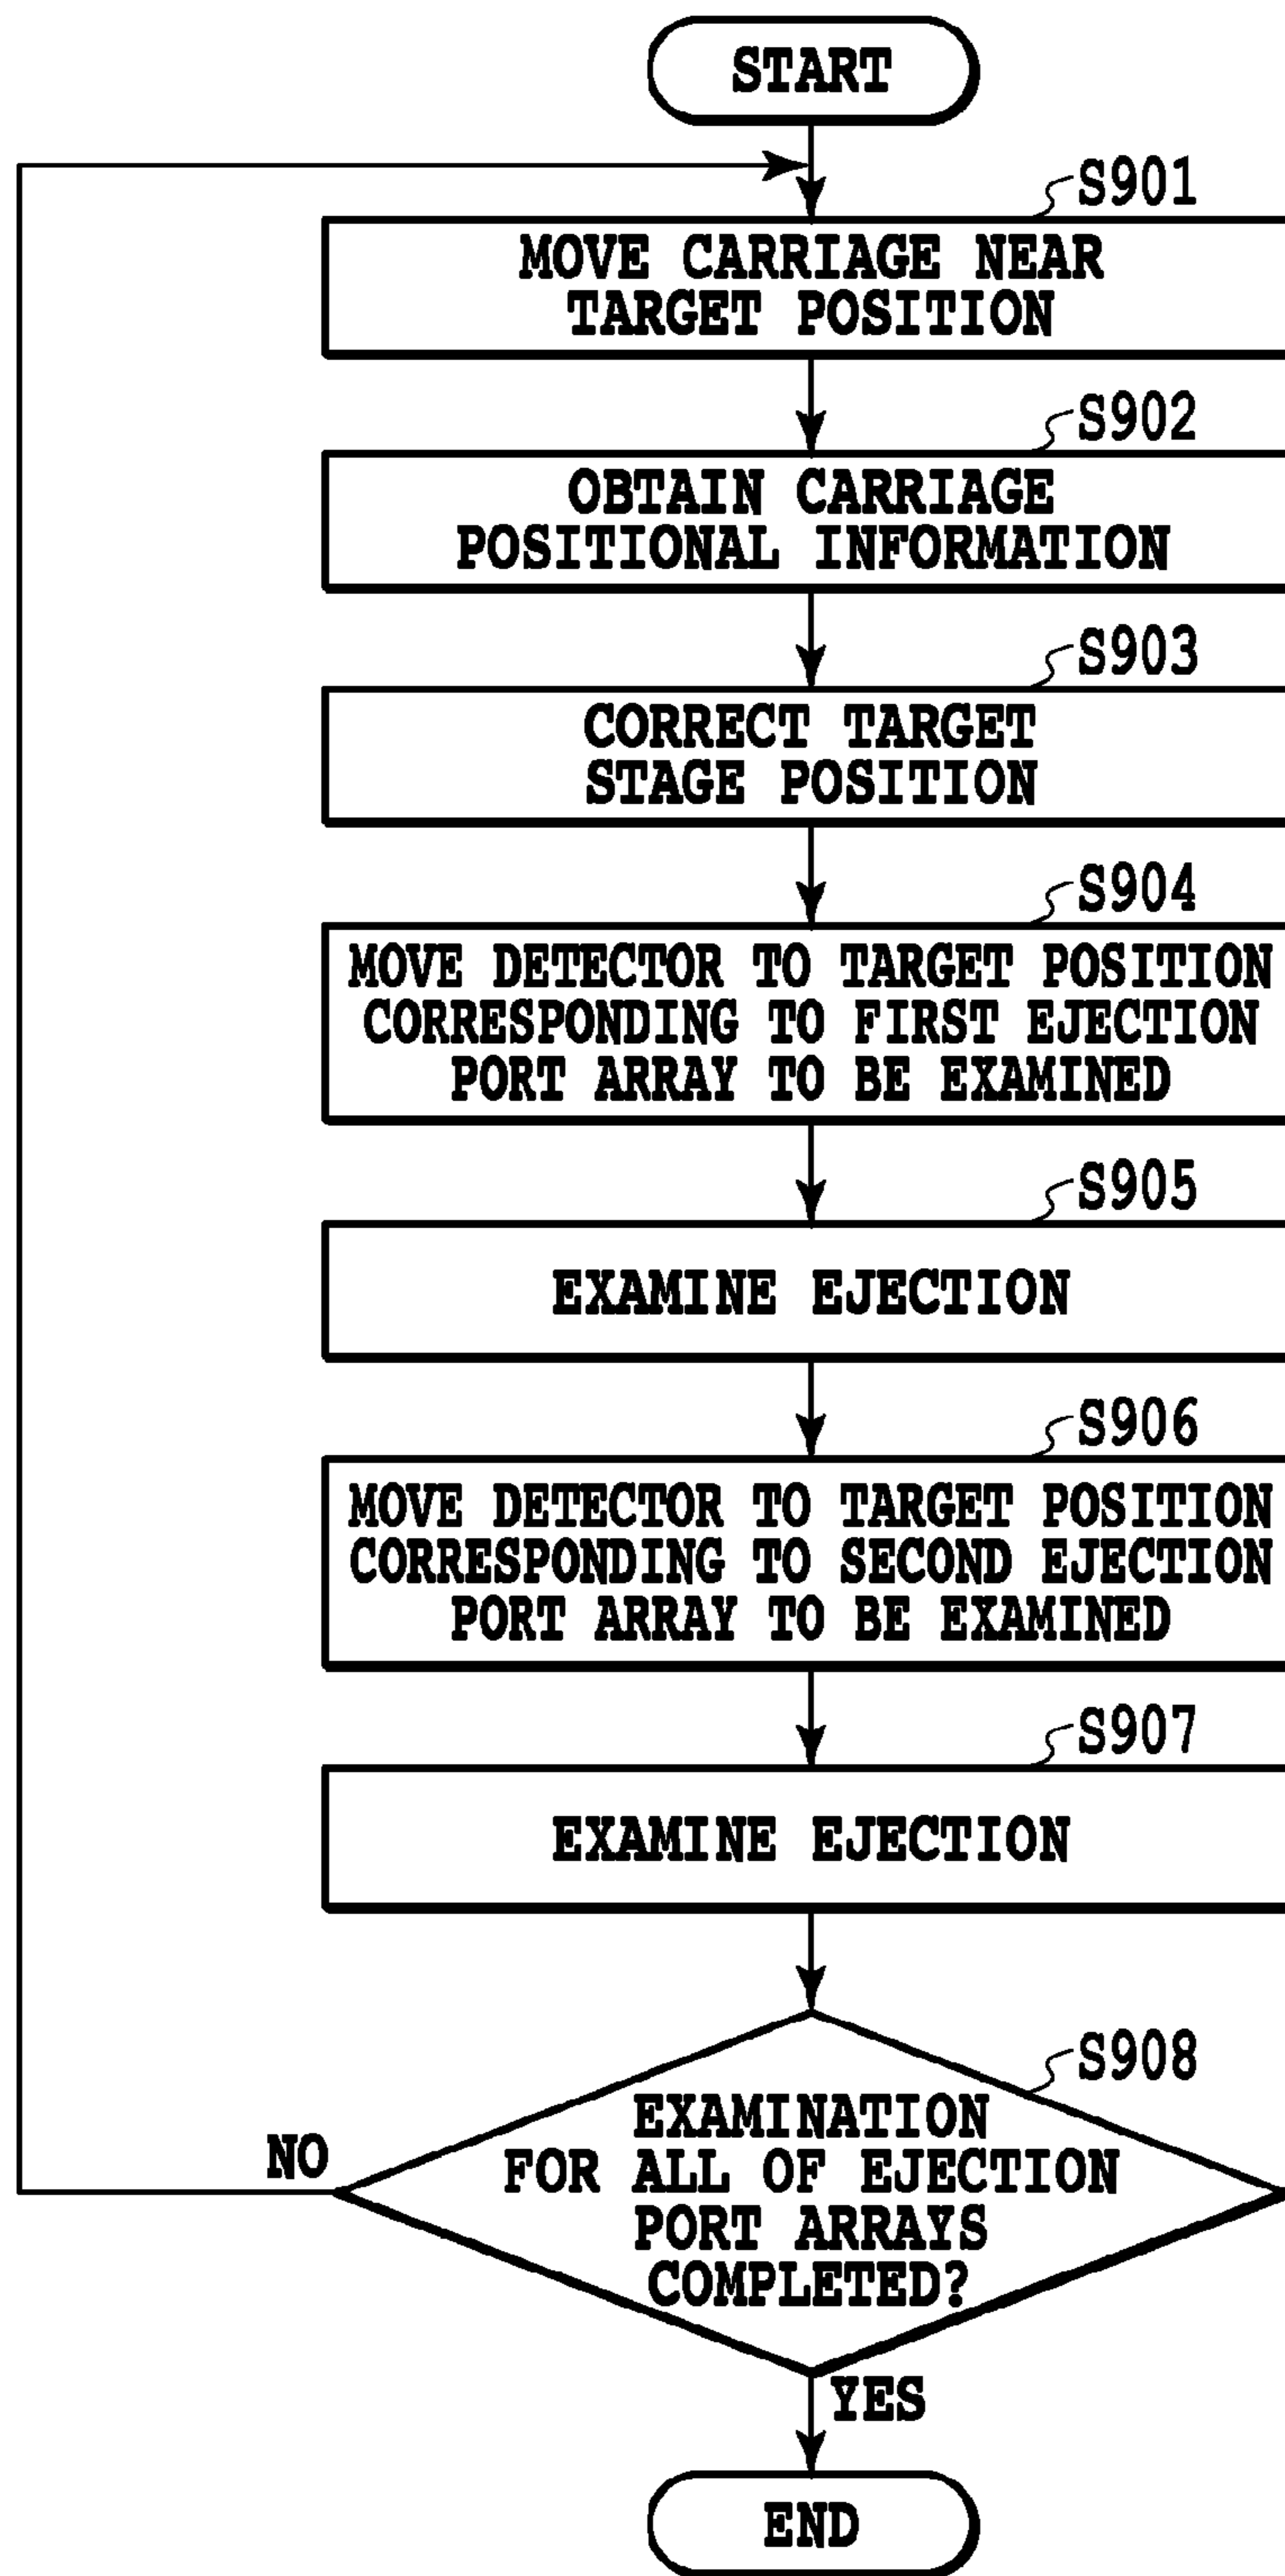 START
S901
MOVE CARRIAGE NEAR
TARGET POSITION
S902
OBTAIN CARRIAGE
POSITIONAL INFORMATION
S903
CORRECT TARGET
STAGE POSITION
S904
MOVE DETECTOR TO TARGET POSITION
CORRESPONDING TO FIRST EJECTION
PORT ARRAY TO BE EXAMINED
S905
EXAMINE EJECTION
S906
MOVE DETECTOR TO TARGET POSITION
CORRESPONDING TO SECOND EJECTION
PORT ARRAY TO BE EXAMINED
S907
EXAMINE EJECTION
S908
EXAMINATION
FOR ALL OF EJECTION
PORT ARRAYS
COMPLETED?
NO
YES
END